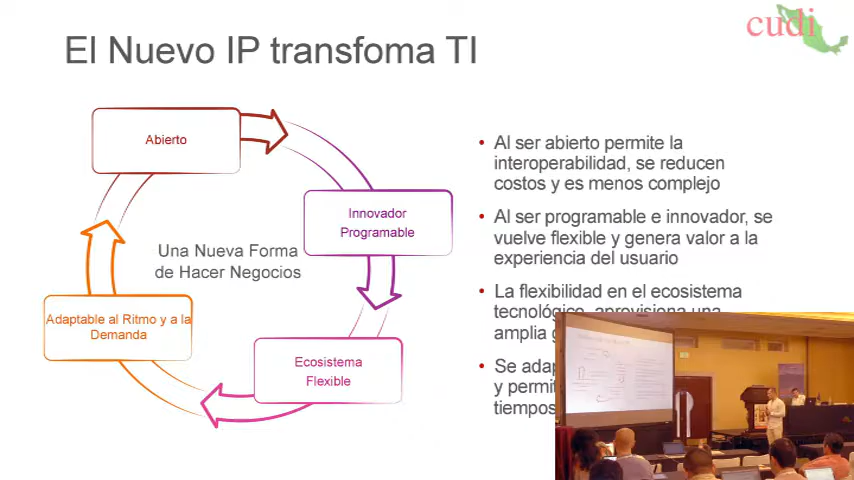 cudi
El Nuevo IP transfoma TI
Abierto
Innovador
Programable
Una Nueva Forma
de Hacer Negocios
Adaptable al Ritmo y a la
Demanda
Ecosistema
Flexible
• Al ser abierto permite la
interoperabilidad, se reducen
costos y es menos complejo
• Al ser programable e innovador, se
vuelve flexible y genera valor a la
experiencia del usuario
• La flexibilidad en el ecosistema
tecnológico, aprovisiona una
amplia
• Se
y
tiempos